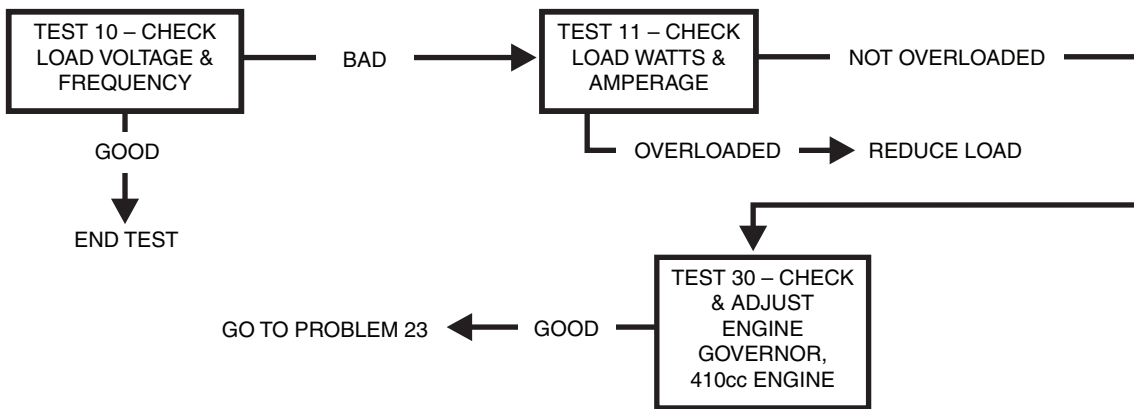 TEST 10 – CHECK
LOAD VOLTAGE &
FREQUENCY
BAD
TEST 11 – CHECK
LOAD WATTS &
AMPERAGE
NOT OVERLOADED
GOOD
END TEST
OVERLOADED
REDUCE LOAD
TEST 30 – CHECK
& ADJUST
ENGINE
GOVERNOR,
410cc ENGINE
GOOD
GO TO PROBLEM 23